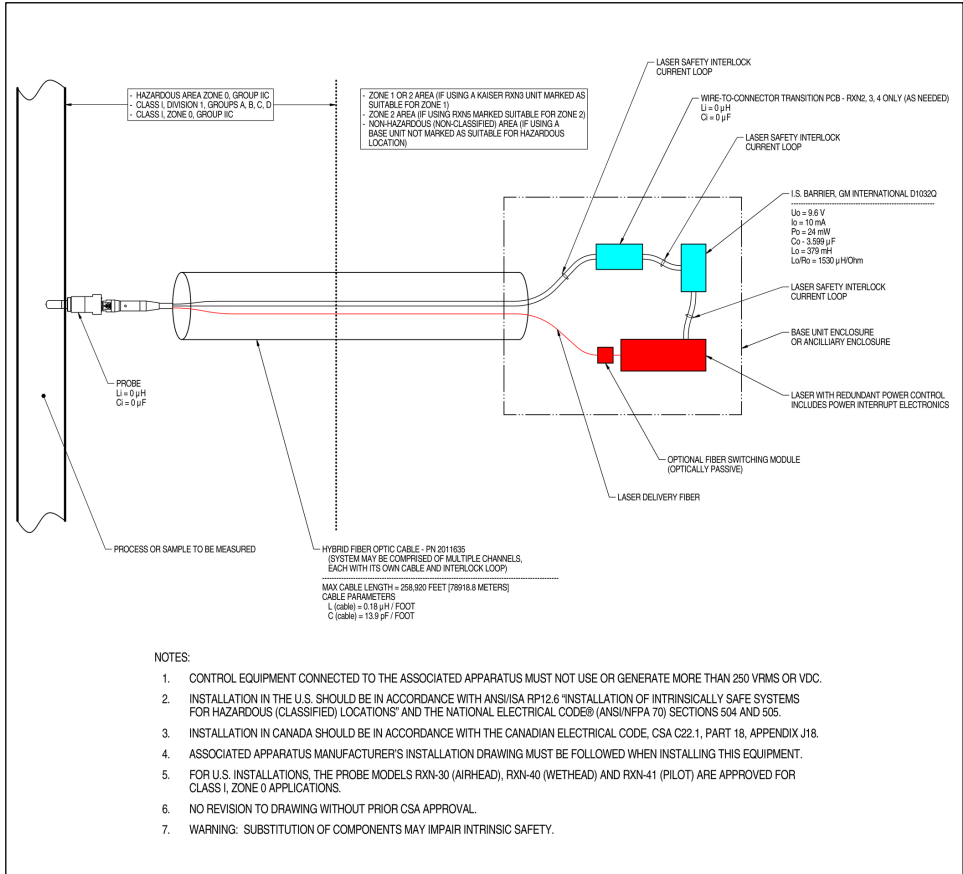 LASER SAFETY INTERLOCK
CURRENT LOOP
- HAZARDOUS AREA ZONE 0, GROUP IIC
- CLASS I, DIVISION 1, GROUPS A, B, C, D
- CLASS I, ZONE 0, GROUP IIC
- ZONE 1 OR 2 AREA (IF USING A KAISER RXN3 UNIT MARKED AS
SUITABLE FOR ZONE 1)
- ZONE 2 AREA (IF USING RXN5 MARKED SUITABLE FOR ZONE 2)
- NON-HAZARDOUS (NON-CLASSIFIED) AREA (IF USING A
BASE UNIT NOT MARKED AS SUITABLE FOR HAZARDOUS
LOCATION)
WIRE-TO-CONNECTOR TRANSITION PCB - RXN2, 3, 4 ONLY (AS NEEDED)
Li = 0 µH
Ci = 0 µF
LASER SAFETY INTERLOCK
CURRENT LOOP
I.S. BARRIER, GM INTERNATIONAL D1032Q
Uo = 9.6 V
Io = 10 mA
Po = 24 mW
Co - 3.599 µF
Lo = 379 mH
Lo/Ro = 1530 µH/Ohm
LASER SAFETY INTERLOCK
CURRENT LOOP
BASE UNIT ENCLOSURE
OR ANCILLIARY ENCLOSURE
PROBE
Li = 0 µH
Ci = 0 µF
LASER WITH REDUNDANT POWER CONTROL
INCLUDES POWER INTERRUPT ELECTRONICS
OPTIONAL FIBER SWITCHING MODULE
(OPTICALLY PASSIVE)
LASER DELIVERY FIBER
PROCESS OR SAMPLE TO BE MEASURED
HYBRID FIBER OPTIC CABLE - PN 2011635
(SYSTEM MAY BE COMPRISED OF MULTIPLE CHANNELS,
EACH WITH ITS OWN CABLE AND INTERLOCK LOOP)
MAX CABLE LENGTH = 258,920 FEET [78918.8 METERS]
CABLE PARAMETERS
L (cable) = 0.18 µH / FOOT
C (cable) = 13.9 pF / FOOT
NOTES:
1. CONTROL EQUIPMENT CONNECTED TO THE ASSOCIATED APPARATUS MUST NOT USE OR GENERATE MORE THAN 250 VRMS OR VDC.
2. INSTALLATION IN THE U.S. SHOULD BE IN ACCORDANCE WITH ANSI/ISA RP12.6 “INSTALLATION OF INTRINSICALLY SAFE SYSTEMS
FOR HAZARDOUS (CLASSIFIED) LOCATIONS” AND THE NATIONAL ELECTRICAL CODE® (ANSI/NFPA 70) SECTIONS 504 AND 505.
3. INSTALLATION IN CANADA SHOULD BE IN ACCORDANCE WITH THE CANADIAN ELECTRICAL CODE, CSA C22.1, PART 18, APPENDIX J18.
4. ASSOCIATED APPARATUS MANUFACTURER'S INSTALLATION DRAWING MUST BE FOLLOWED WHEN INSTALLING THIS EQUIPMENT.
5. FOR U.S. INSTALLATIONS, THE PROBE MODELS RXN-30 (AIRHEAD), RXN-40 (WETHEAD) AND RXN-41 (PILOT) ARE APPROVED FOR
CLASS I, ZONE 0 APPLICATIONS.
6. NO REVISION TO DRAWING WITHOUT PRIOR CSA APPROVAL.
7. WARNING: SUBSTITUTION OF COMPONENTS MAY IMPAIR INTRINSIC SAFETY.